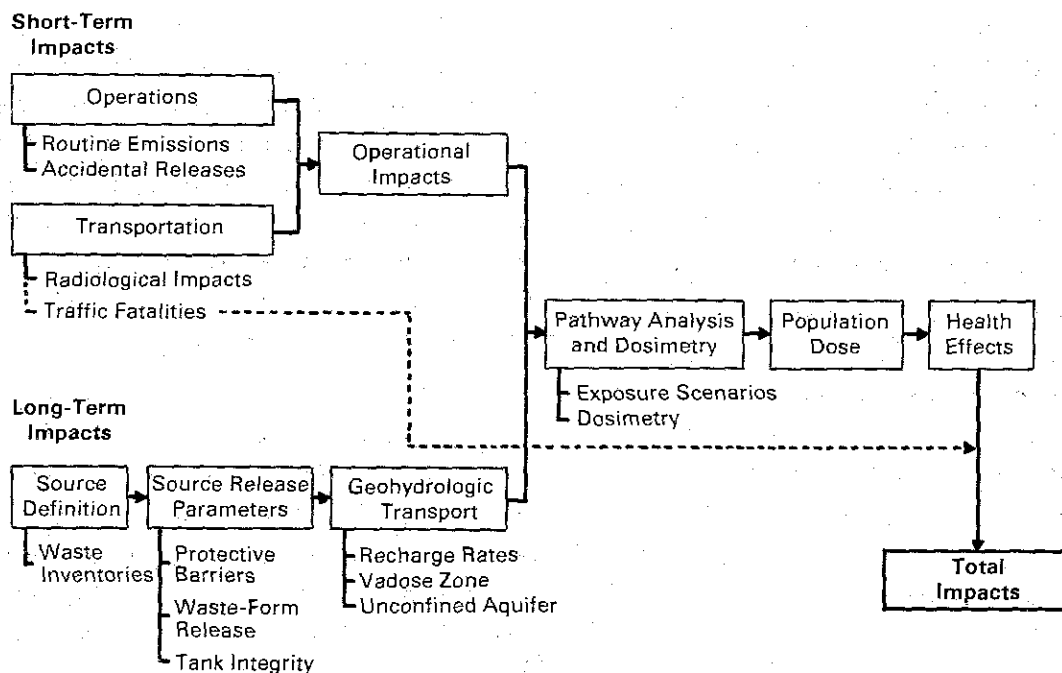 Short-Term
Impacts
Operations
Routine Emissions
Accidental Releases
Operational
Impacts
Transportation
Radiological Impacts
Traffic Fatalities
Pathway Analysis
and Dosimetry
Population
Dose
Health
Effects
Exposure Scenarios
Dosimetry
Long-Term
Impacts
Source
Definition
Source Release
Parameters
Geohydrologic
Transport
Waste
Inventories
Protective
Barriers
Waste-Form
Release
Tank Integrity
Recharge Rates
Vadose Zone
Unconfined Aquifer
Total
Impacts